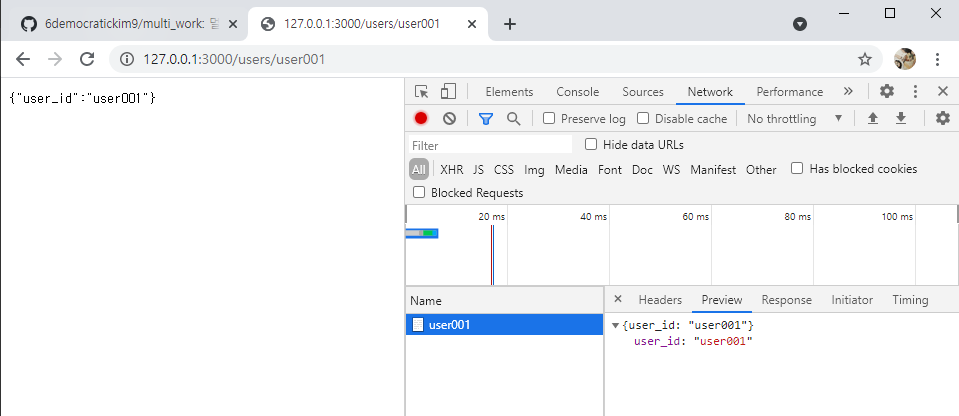 6democratickim9/multi_work:
127.0.0.1:3000/users/user001
127.0.0.1:3000/users/user001
{"user_id":"user001"}
Elements Console Sources Network Performance
Preserve log Disable cache No throttling
Filter Hide data URLs
All XHR JS CSS Img Media Font Doc WS Manifest Other Has blocked cookies
Blocked Requests
20 ms 40 ms 60 ms 80 ms 100 ms
Name
user001
Headers Preview Response Initiator Timing
{user_id: "user001"}
user_id: "user001"